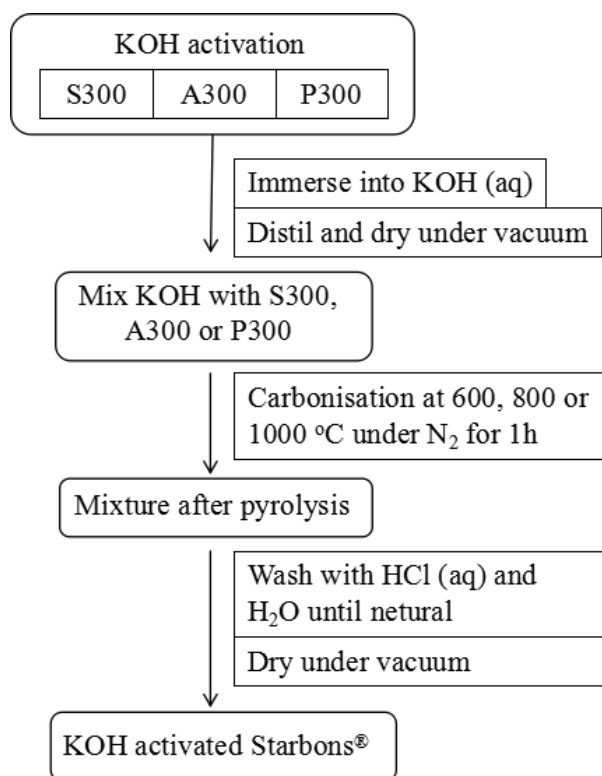 KOH activation
S300 A300 P300
Immerse into KOH (aq)
Distil and dry under vacuum
Mix KOH with S300,
A300 or P300
Carbonisation at 600, 800 or
1000 ºC under N₂ for 1h
Mixture after pyrolysis
Wash with HCl (aq) and
H₂O until netural
Dry under vacuum
KOH activated Starbons®